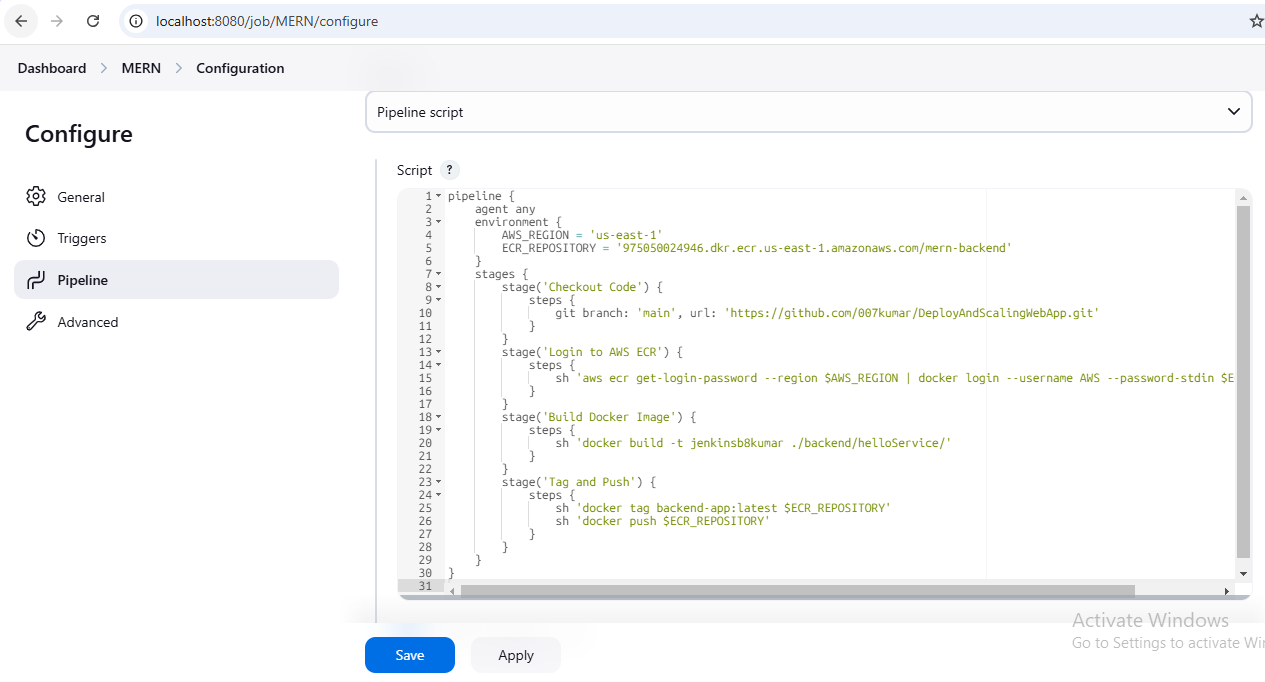 localhost:8080/job/MERN/configure
Dashboard > MERN > Configuration
Configure
General
Triggers
Pipeline
Advanced
Pipeline script
Script ?
1 pipeline {
2     agent any
3     environment {
4         AWS_REGION = 'us-east-1'
5         ECR_REPOSITORY = '975050024946.dkr.ecr.us-east-1.amazonaws.com/mern-backend'
6     }
7     stages {
8         stage('Checkout Code') {
9             steps {
10                 git branch: 'main', url: 'https://github.com/007kumar/DeployAndScalingWebApp.git'
11             }
12         }
13         stage('Login to AWS ECR') {
14             steps {
15                 sh 'aws ecr get-login-password --region $AWS_REGION | docker login --username AWS --password-stdin $E
16             }
17         }
18         stage('Build Docker Image') {
19             steps {
20                 sh 'docker build -t jenkinsb8kumar ./backend/helloService/'
21             }
22         }
23         stage('Tag and Push') {
24             steps {
25                 sh 'docker tag backend-app:latest $ECR_REPOSITORY'
26                 sh 'docker push $ECR_REPOSITORY'
27             }
28         }
29     }
30 }
31
Save
Apply
Activate Windows
Go to Settings to activate Wi